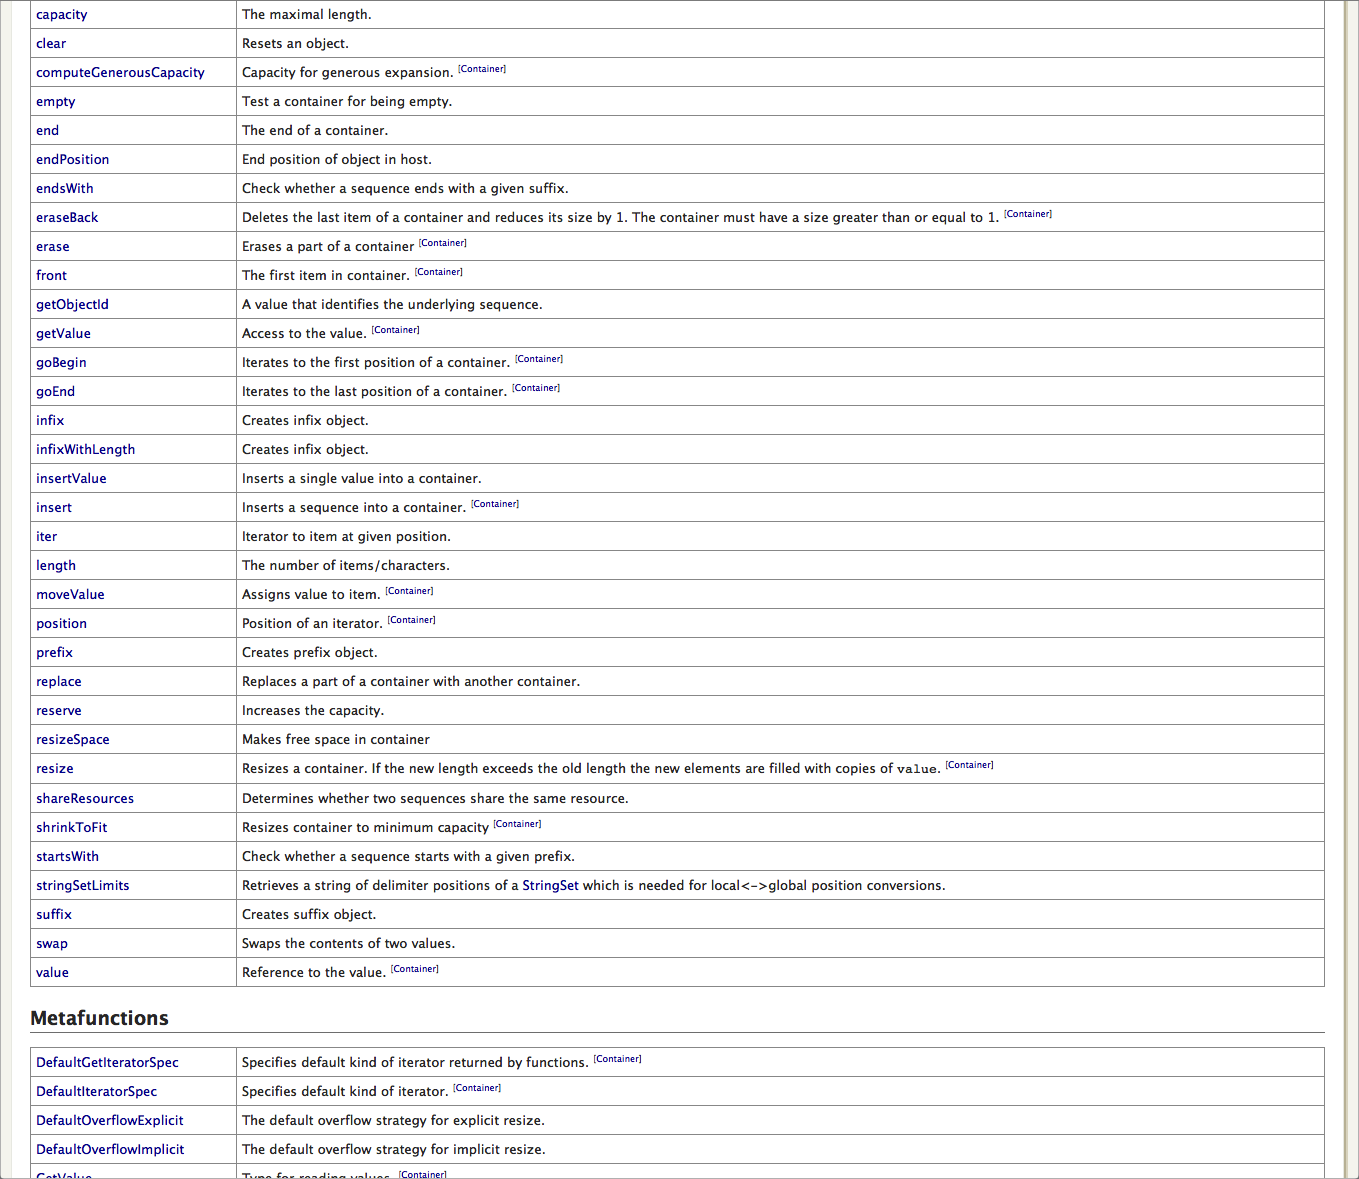 capacity The maximal length.
clear Resets an object.
computeGenerousCapacity Capacity for generous expansion. [Container]
empty Test a container for being empty.
end The end of a container.
endPosition End position of object in host.
endsWith Check whether a sequence ends with a given suffix.
eraseBack Deletes the last item of a container and reduces its size by 1. The container must have a size greater than or equal to 1. [Container]
erase Erases a part of a container [Container]
front The first item in container. [Container]
getObjectId A value that identifies the underlying sequence.
getValue Access to the value. [Container]
goBegin Iterates to the first position of a container. [Container]
goEnd Iterates to the last position of a container. [Container]
infix Creates infix object.
infixWithLength Creates infix object.
insertValue Inserts a single value into a container.
insert Inserts a sequence into a container. [Container]
iter Iterator to item at given position.
length The number of items/characters.
moveValue Assigns value to item. [Container]
position Position of an iterator. [Container]
prefix Creates prefix object.
replace Replaces a part of a container with another container.
reserve Increases the capacity.
resizeSpace Makes free space in container
resize Resizes a container. If the new length exceeds the old length the new elements are filled with copies of value. [Container]
shareResources Determines whether two sequences share the same resource.
shrinkToFit Resizes container to minimum capacity [Container]
startsWith Check whether a sequence starts with a given prefix.
stringSetLimits Retrieves a string of delimiter positions of a StringSet which is needed for local<->global position conversions.
suffix Creates suffix object.
swap Swaps the contents of two values.
value Reference to the value. [Container]
Metafunctions
DefaultGetIteratorSpec Specifies default kind of iterator returned by functions. [Container]
DefaultIteratorSpec Specifies default kind of iterator. [Container]
DefaultOverflowExplicit The default overflow strategy for explicit resize.
DefaultOverflowImplicit The default overflow strategy for implicit resize.
GetValue Type for reading values. [Container]